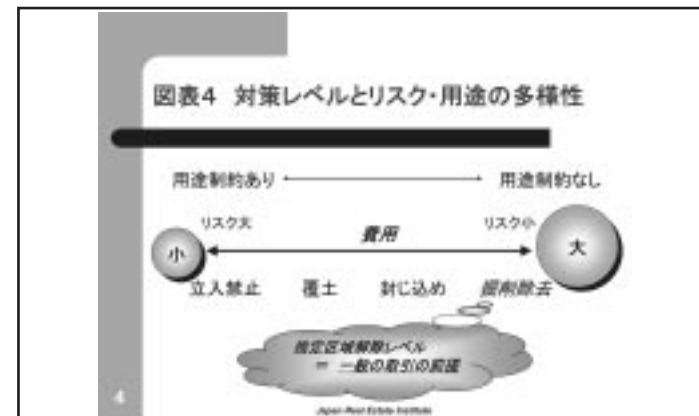 図表4 対策レベルとリスク・用途の多様性
用途制約あり 用途制約なし
リスク大 リスク小
小 費用 大
立入禁止 覆土 封じ込め 掘削除去
指定区域解除レベル
= 一般の取引の前提
4
Japan Real Estate Institute